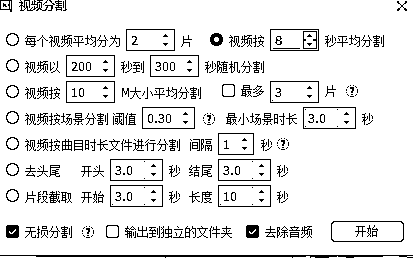 视频分割
每个视频平均分为 2 片 视频按 8 秒平均分割
视频以 200 秒到 300 秒随机分割
视频按 10 M大小平均分割 最多 3 片 ?
视频按场景分割 阈值 0.30 ? 最小场景时长 3.0 秒
视频按曲目时长文件进行分割 间隔 1 秒 ?
去头尾 开头 3.0 秒 结尾 3.0 秒
片段截取 开始 3.0 秒 长度 10 秒
无损分割 ? 输出到独立的文件夹 去除音频 开始